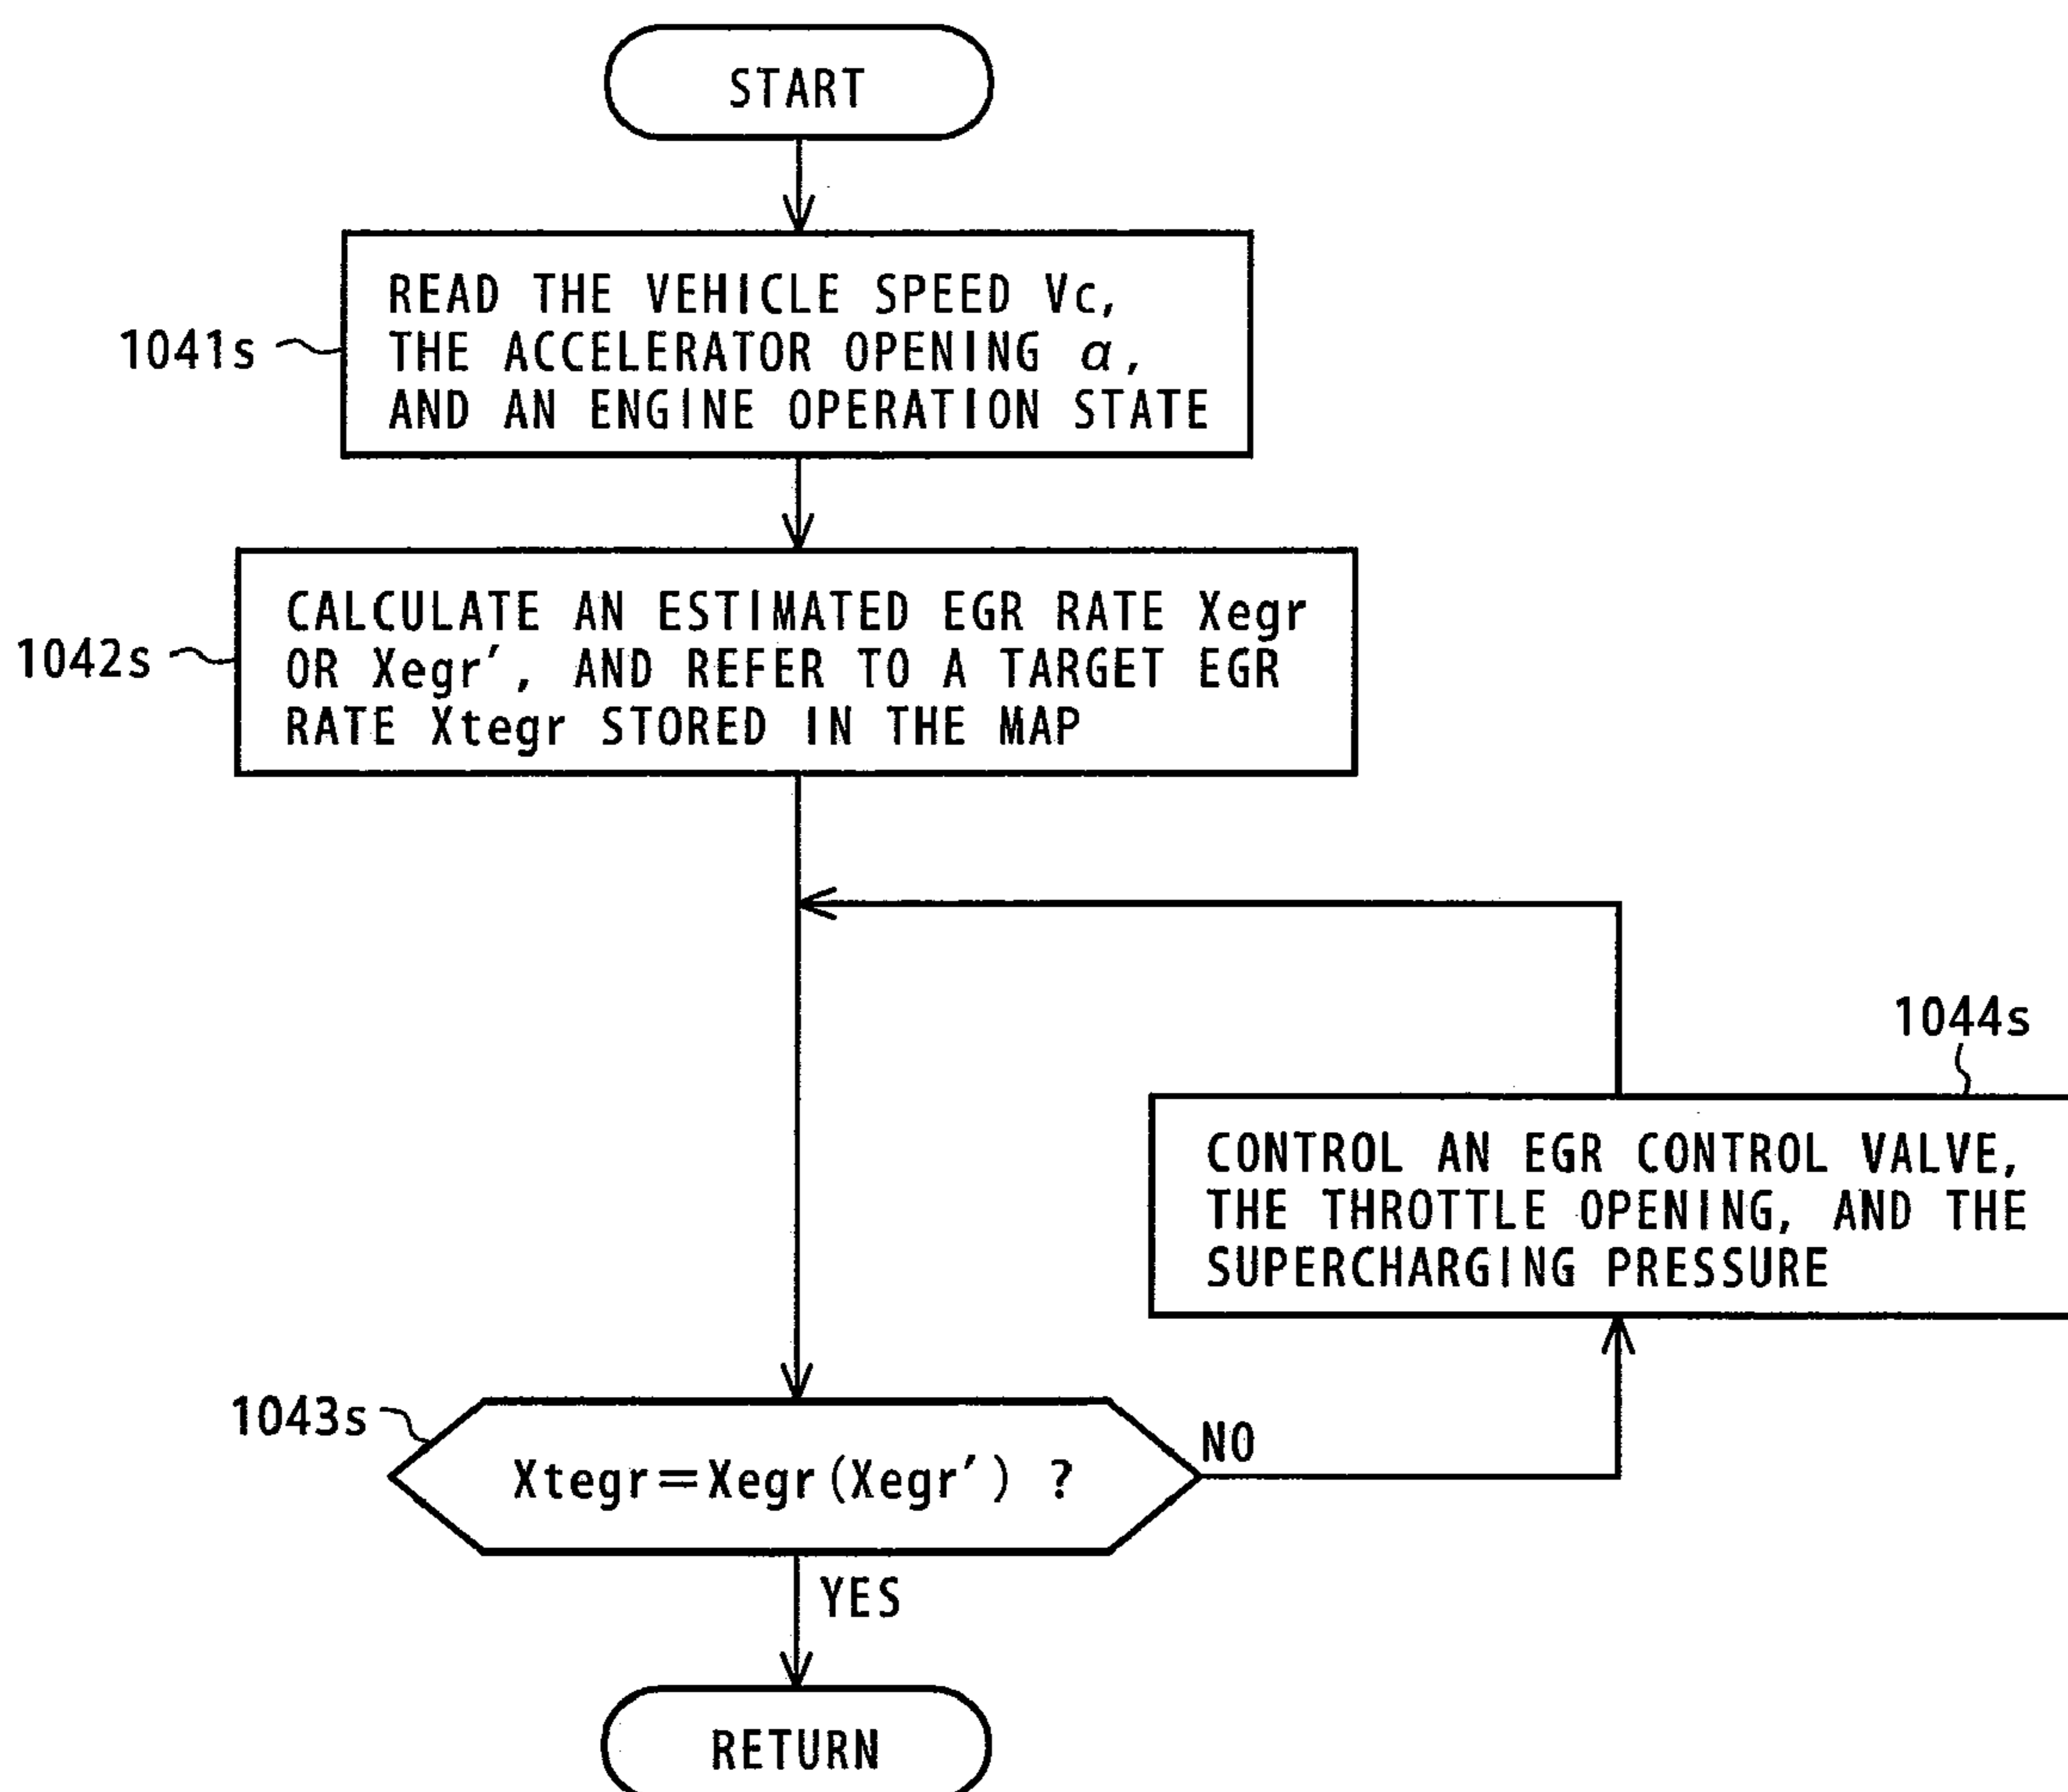 START
1041s
READ THE VEHICLE SPEED Vc,
THE ACCELERATOR OPENING α,
AND AN ENGINE OPERATION STATE
1042s
CALCULATE AN ESTIMATED EGR RATE Xegr
OR Xegr′, AND REFER TO A TARGET EGR
RATE Xtegr STORED IN THE MAP
1044s
CONTROL AN EGR CONTROL VALVE,
THE THROTTLE OPENING, AND THE
SUPERCHARGING PRESSURE
1043s
Xtegr=Xegr(Xegr′) ?
NO
YES
RETURN